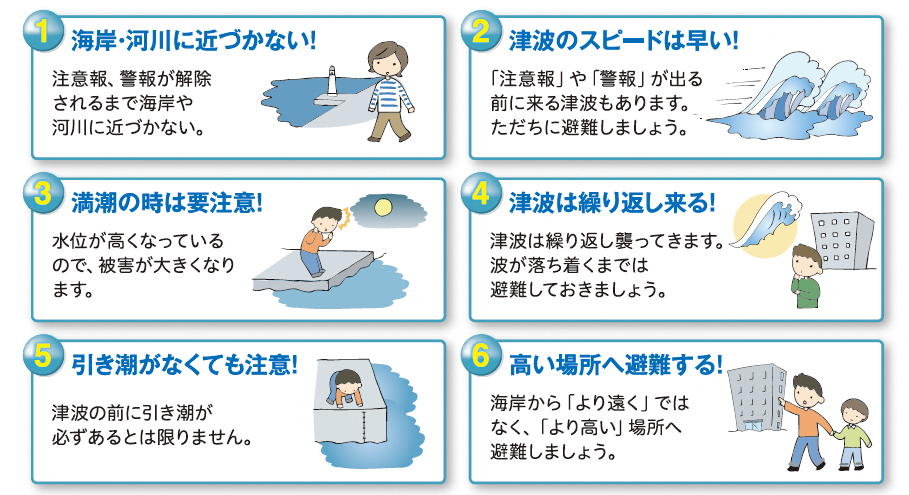 1 海岸・河川に近づかない!
注意報、警報が解除
されるまで海岸や
河川に近づかない。
2 津波のスピードは早い!
「注意報」や「警報」が出る
前に来る津波もあります。
ただちに避難しましょう。
3 満潮の時は要注意!
水位が高くなっている
ので、被害が大きくなり
ます。
4 津波は繰り返し来る!
津波は繰り返し襲ってきます。
波が落ち着くまでは
避難しておきましょう。
5 引き潮がなくても注意!
津波の前に引き潮が
必ずあるとは限りません。
6 高い場所へ避難する!
海岸から「より遠く」では
なく、「より高い」場所へ
避難しましょう。